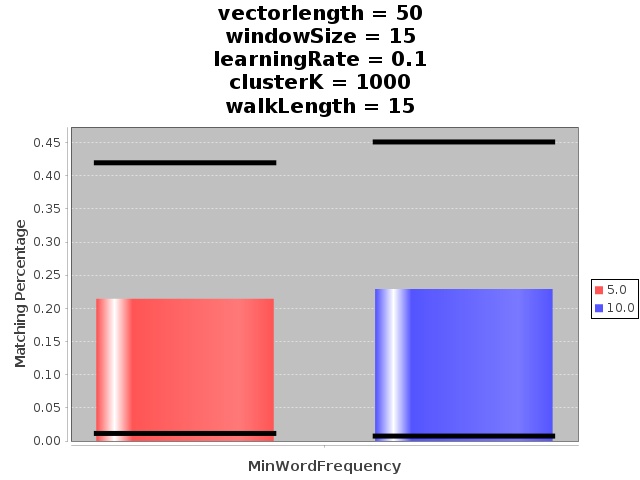 vectorlength = 50
windowSize = 15
learningRate = 0.1
clusterK = 1000
walkLength = 15
0.45
0.40
0.35
0.30
0.25
0.20
0.15
0.10
0.05
0.00
Matching Percentage
MinWordFrequency
5.0
10.0